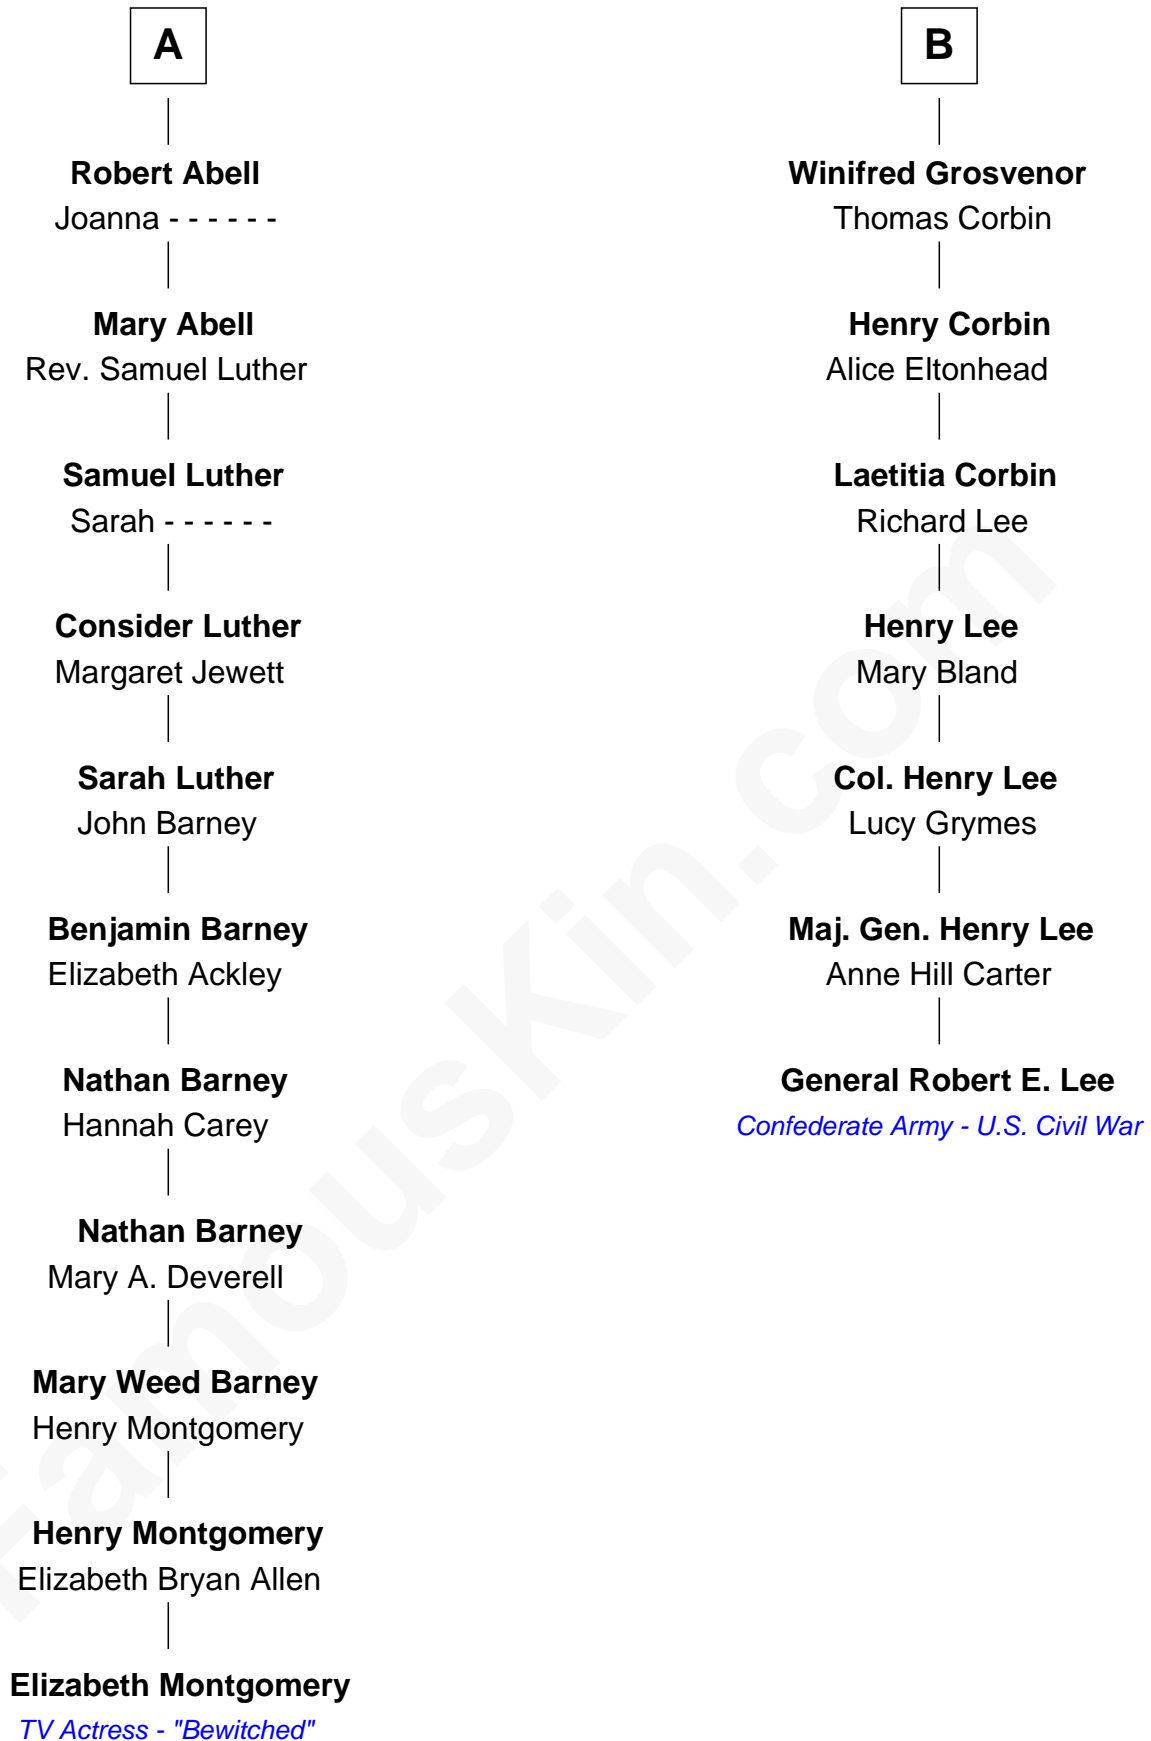 A
Robert Abell
Joanna - - - - - -
Mary Abell
Rev. Samuel Luther
Samuel Luther
Sarah - - - - - -
Consider Luther
Margaret Jewett
Sarah Luther
John Barney
Benjamin Barney
Elizabeth Ackley
Nathan Barney
Hannah Carey
Nathan Barney
Mary A. Deverell
Mary Weed Barney
Henry Montgomery
Henry Montgomery
Elizabeth Bryan Allen
Elizabeth Montgomery
TV Actress - "Bewitched"
B
Winifred Grosvenor
Thomas Corbin
Henry Corbin
Alice Eltonhead
Laetitia Corbin
Richard Lee
Henry Lee
Mary Bland
Col. Henry Lee
Lucy Grymes
Maj. Gen. Henry Lee
Anne Hill Carter
General Robert E. Lee
Confederate Army - U.S. Civil War
FamousKin.com